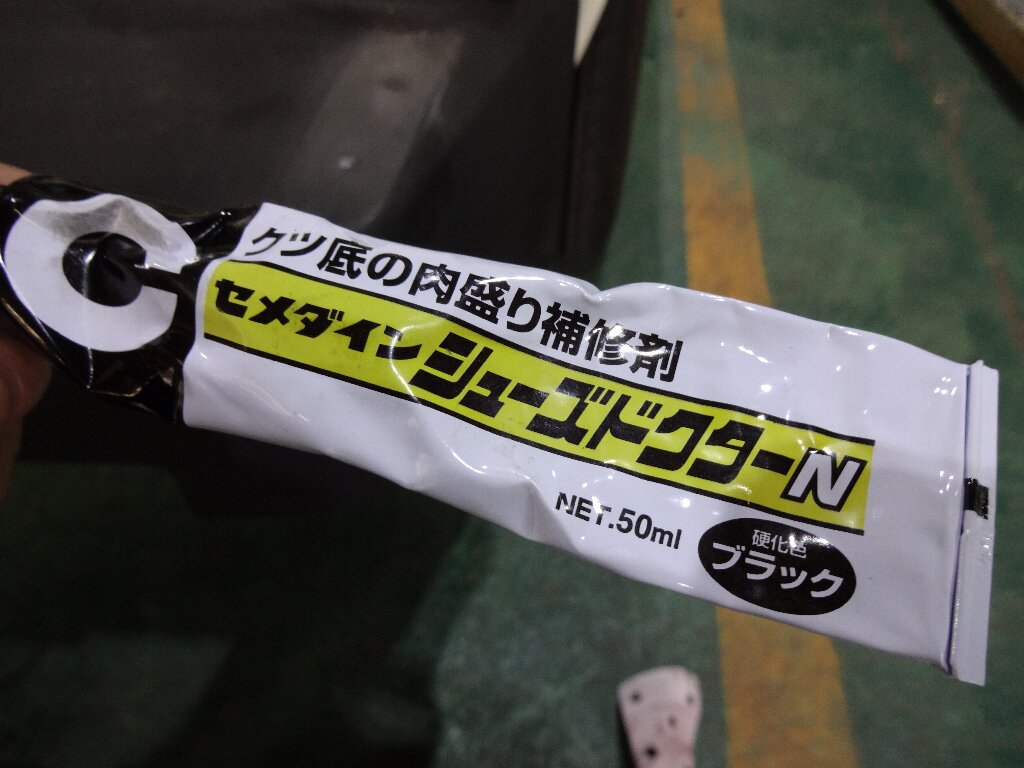 C
クツ底の肉盛り補修剤
セメダインシューズドクターN
NET.50ml
硬化色
ブラック